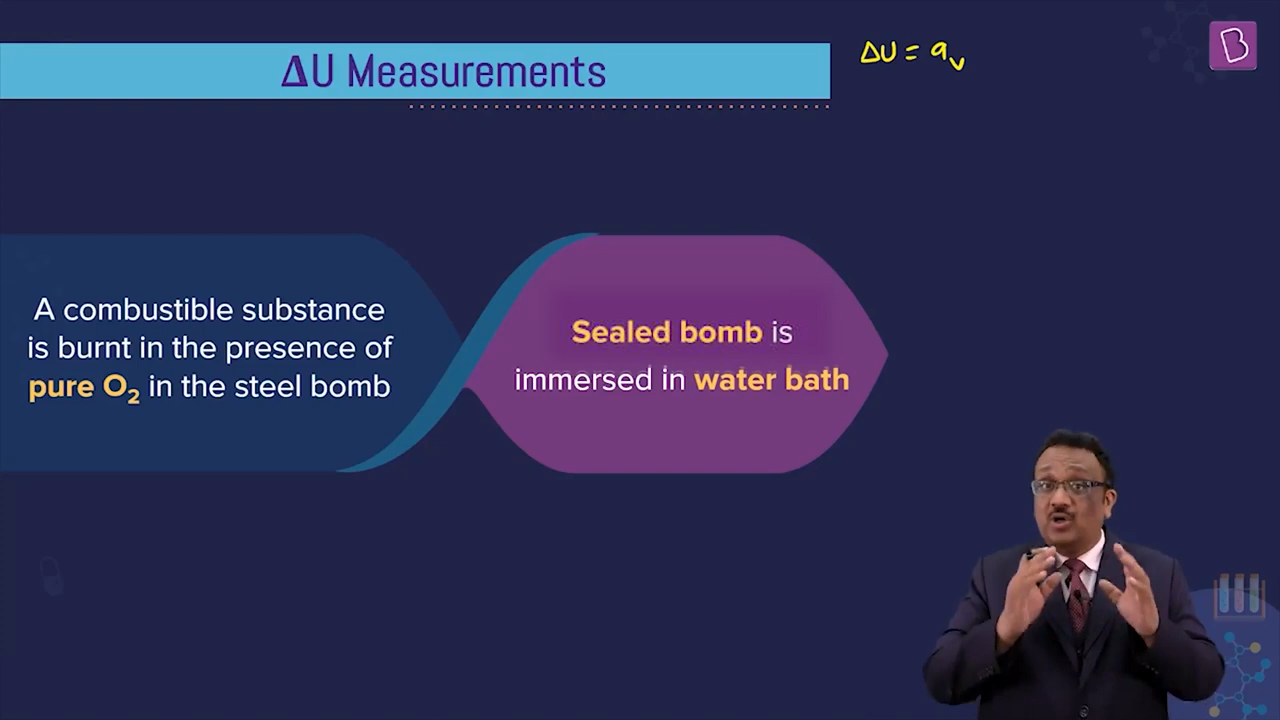 ΔU Measurements
ΔU = qᵥ
A combustible substance
is burnt in the presence of
pure O₂ in the steel bomb
Sealed bomb is
immersed in water bath